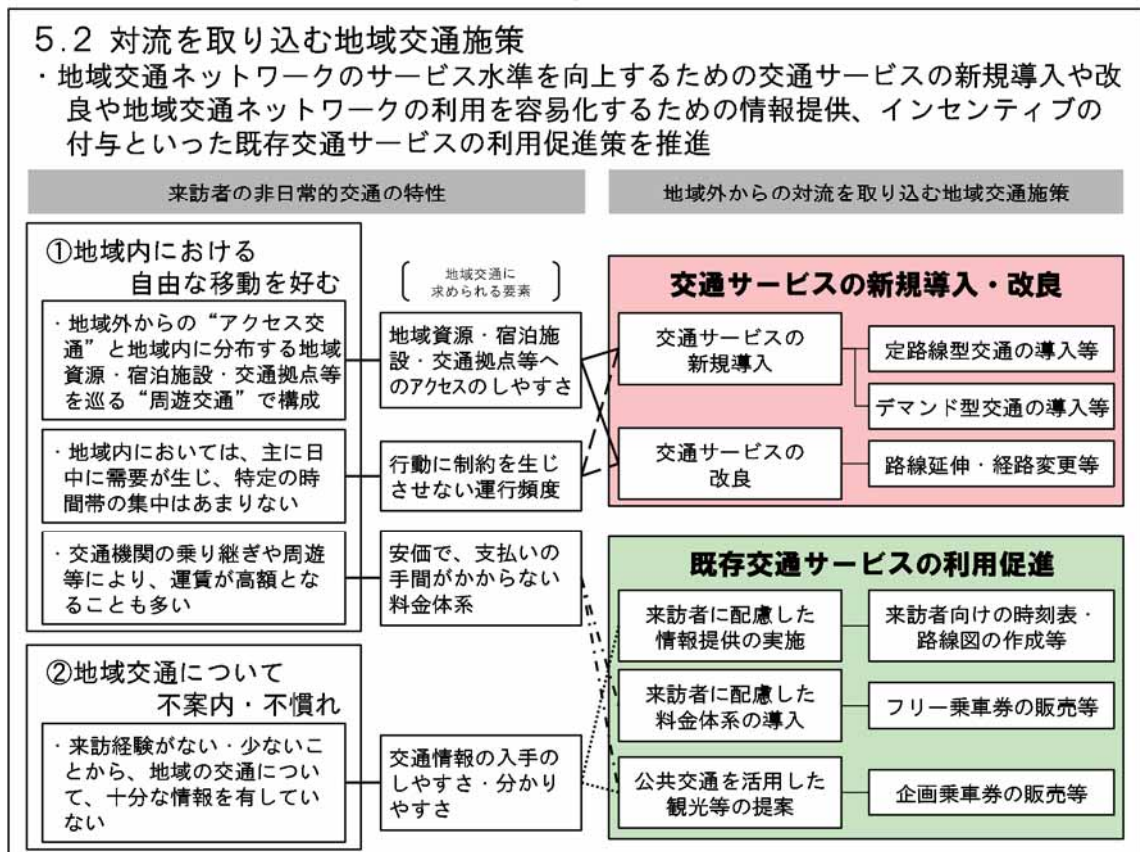 5.2 対流を取り込む地域交通施策
・地域交通ネットワークのサービス水準を向上するための交通サービスの新規導入や改
良や地域交通ネットワークの利用を容易化するための情報提供、インセンティブの
付与といった既存交通サービスの利用促進策を推進
来訪者の非日常的交通の特性
①地域内における
自由な移動を好む
・地域外からの“アクセス交
通”と地域内に分布する地域
資源・宿泊施設・交通拠点等
を巡る“周遊交通”で構成
・地域内においては、主に日
中に需要が生じ、特定の時
間帯の集中はあまりない
・交通機関の乗り継ぎや周遊
等により、運賃が高額とな
ることも多い
②地域交通について
不案内・不慣れ
・来訪経験がない・少ないこ
とから、地域の交通につい
て、十分な情報を有してい
ない
地域交通に
求められる要素
地域資源・宿泊施
設・交通拠点等へ
のアクセスのしやすさ
行動に制約を生じ
させない運行頻度
安価で、支払いの
手間がかからない
料金体系
交通情報の入手の
しやすさ・分かり
やすさ
地域外からの対流を取り込む地域交通施策
交通サービスの新規導入・改良
交通サービスの
新規導入
定路線型交通の導入等
デマンド型交通の導入等
交通サービスの
改良
路線延伸・経路変更等
既存交通サービスの利用促進
来訪者に配慮した
情報提供の実施
来訪者向けの時刻表・
路線図の作成等
来訪者に配慮した
料金体系の導入
フリー乗車券の販売等
公共交通を活用した
観光等の提案
企画乗車券の販売等